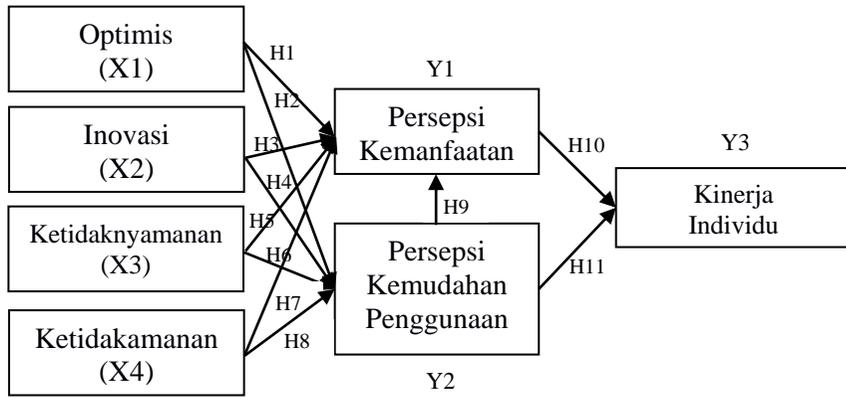 Optimis
(X1)
H1
Y1
H2
Inovasi
(X2)
H3
H4
Persepsi
Kemanfaatan
H10
Y3
Kinerja
Individu
Ketidaknyamanan
(X3)
H5
H6
H9
Persepsi
Kemudahan
Penggunaan
H11
Ketidakamanan
(X4)
H7
H8
Y2